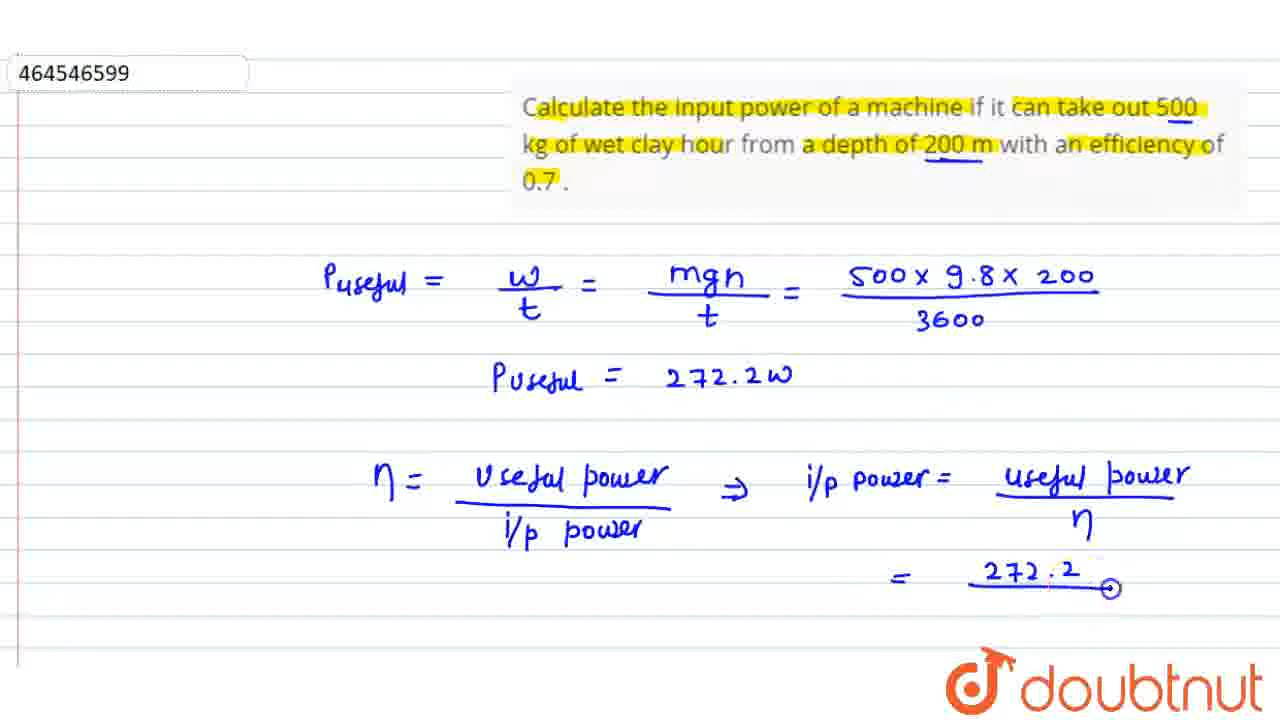 464546599
Calculate the input power of a machine if it can take out 500
kg of wet clay hour from a depth of 200 m with an efficiency of
0.7 .
Puseful = w/t = mgh/t = 500 x 9.8 x 200/3600
Puseful = 272.2w
η = useful power/i/p power ⇒ i/p power = useful power/η
= 272.2
doubtnut